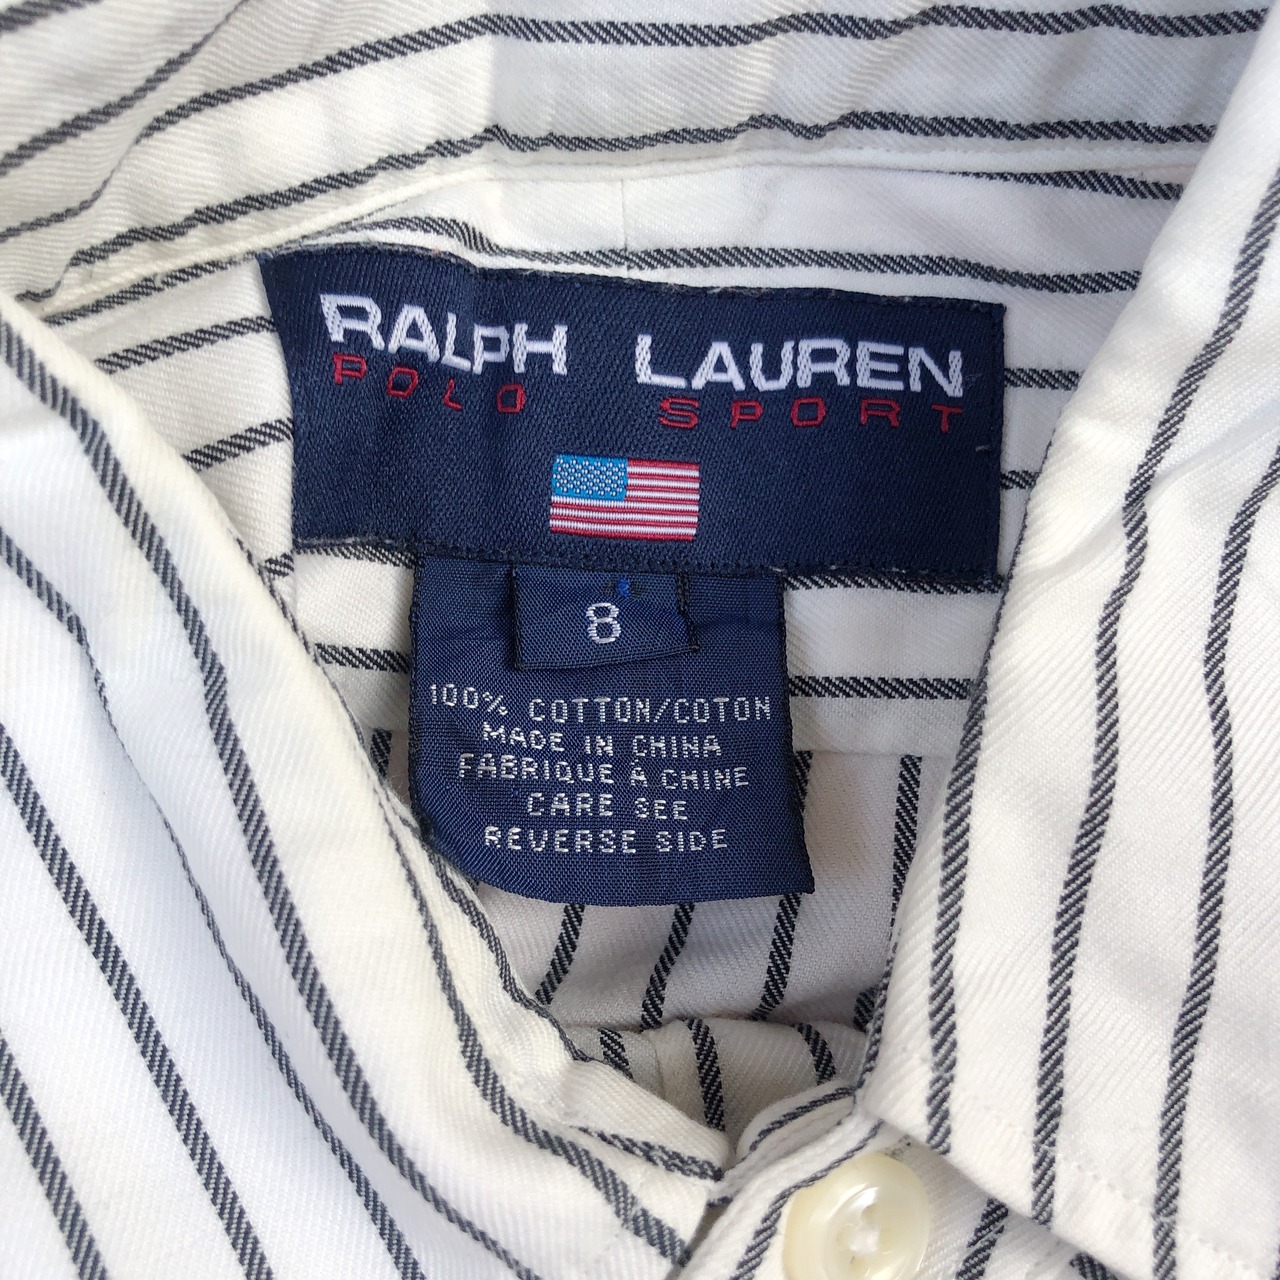 RALPH LAUREN
POLO SPORT
8
100% COTTON/COTON
MADE IN CHINA
FABRIQUE À CHINE
CARE SEE
REVERSE SIDE